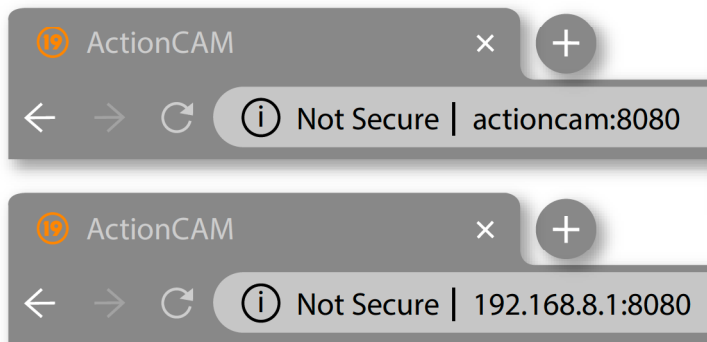 19 ActionCAM
Not Secure | actioncam:8080
19 ActionCAM
Not Secure | 192.168.8.1:8080